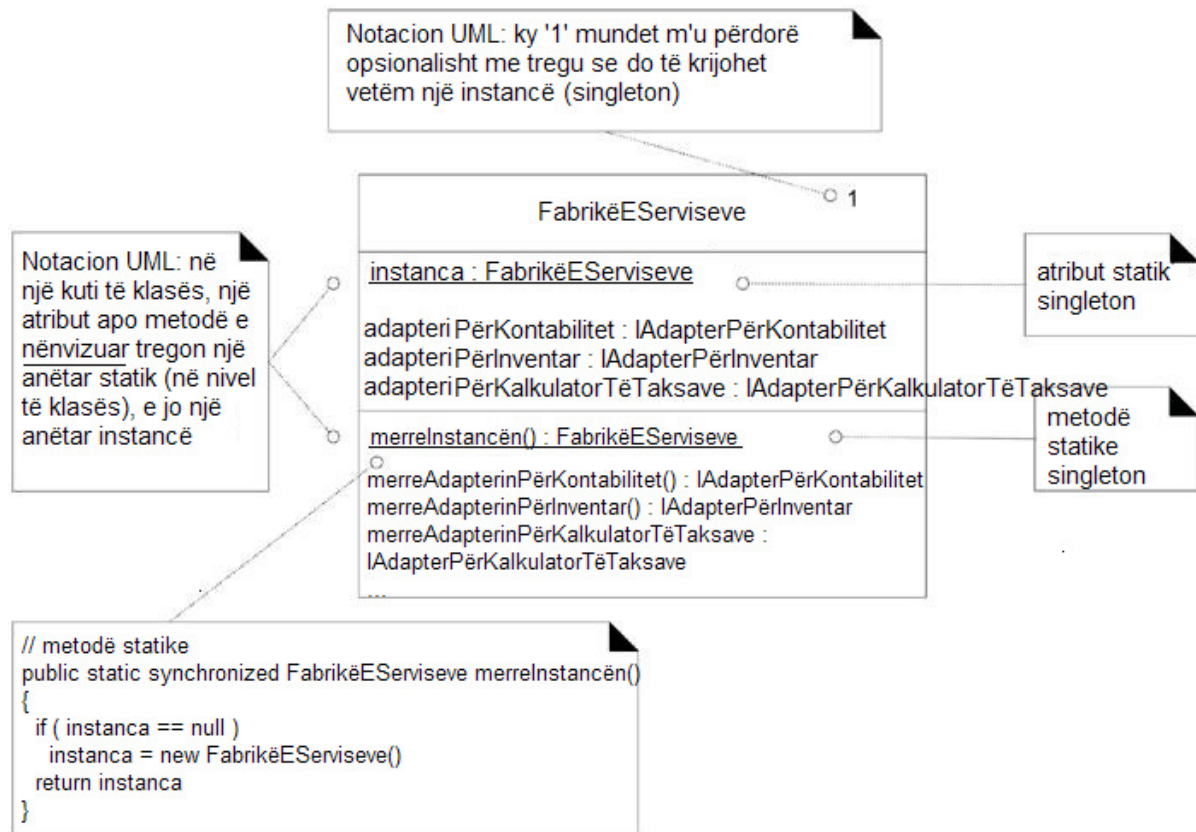 Notacion UML: ky '1' mundet m'u përdorë
opsionalisht me tregu se do të krijohet
vetëm një instancë (singleton)
1
FabrikëEServiseve
Notacion UML: në
një kuti të klasës, një
atribut apo metodë e
nënvizuar tregon një
anëtar statik (në nivel
të klasës), e jo një
anëtar instancë
instanca : FabrikëEServiseve
adapteriPërKontabilitet : IAdapterPërKontabilitet
adapteriPërInventar : IAdapterPërInventar
adapteriPërKalkulatorTëTaksave : IAdapterPërKalkulatorTëTaksave
atribut statik
singleton
merreInstancën() : FabrikëEServiseve
merreAdapterinPërKontabilitet() : IAdapterPërKontabilitet
merreAdapterinPërInventar() : IAdapterPërInventar
merreAdapterinPërKalkulatorTëTaksave :
IAdapterPërKalkulatorTëTaksave
...
metodë
statike
singleton
// metodë statike
public static synchronized FabrikëEServiseve merreInstancën()
{
if ( instanca == null )
instanca = new FabrikëEServiseve()
return instanca
}